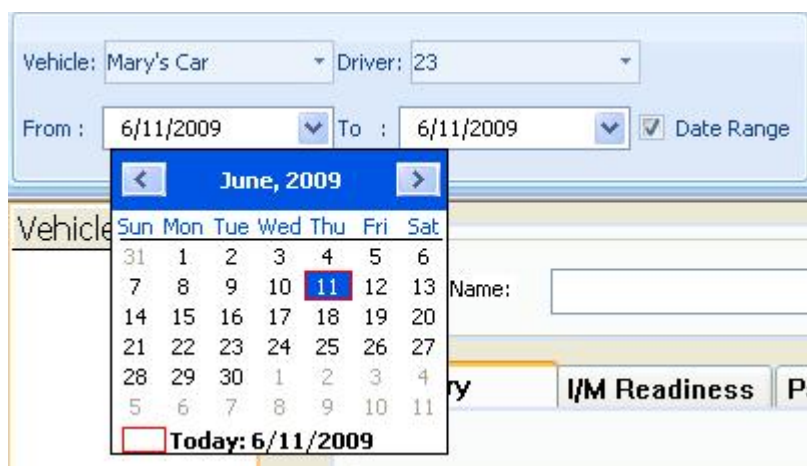 Vehicle: Mary's Car Driver: 23
From : 6/11/2009 To : 6/11/2009 Date Range
June, 2009
Vehicle
Sun Mon Tue Wed Thu Fri Sat
31 1 2 3 4 5 6
7 8 9 10 11 12 13
Name:
14 15 16 17 18 19 20
21 22 23 24 25 26 27
28 29 30 1 2 3 4
I/M Readiness
5 6 7 8 9 10 11
Today: 6/11/2009